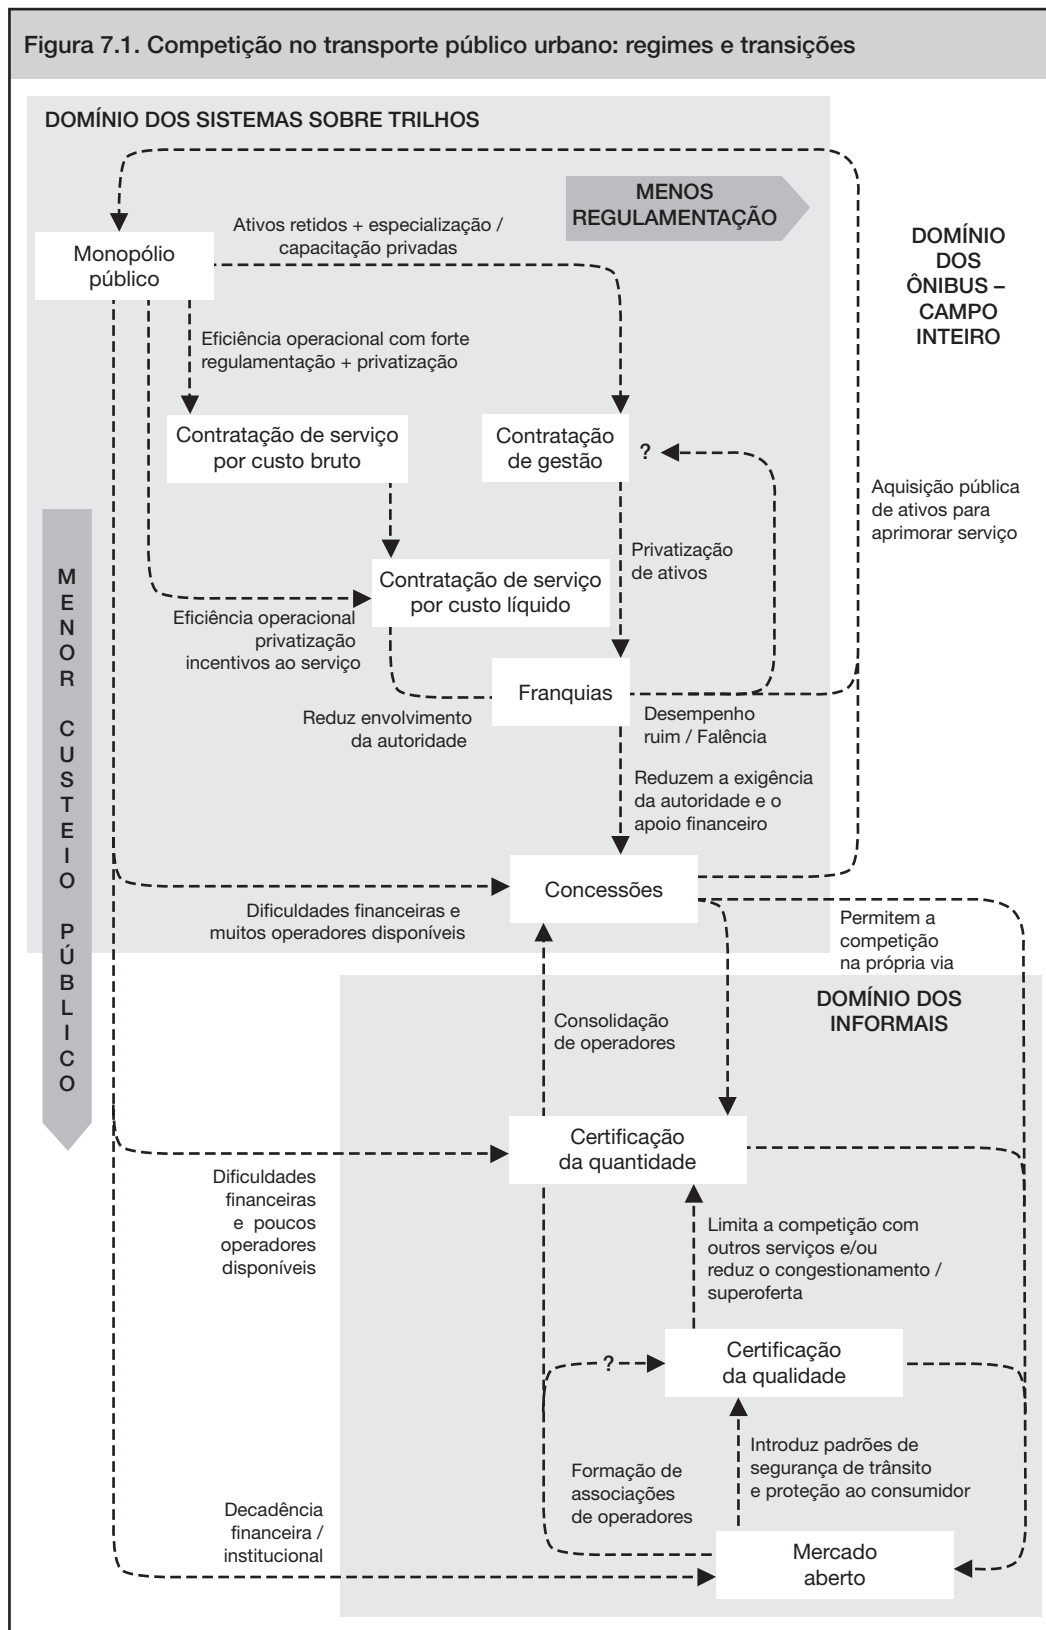 Figura 7.1. Competição no transporte público urbano: regimes e transições
DOMÍNIO DOS SISTEMAS SOBRE TRILHOS
MENOS
REGULAMENTAÇÃO
Ativos retidos + especialização /
capacitação privadas
DOMÍNIO
DOS
ÔNIBUS –
CAMPO
INTEIRO
Monopólio
público
Eficiência operacional com forte
regulamentação + privatização
Contratação de serviço
por custo bruto
Contratação
de gestão
?
Aquisição pública
de ativos para
aprimorar serviço
MENOR CUSTEIO PÚBLICO
Privatização
de ativos
Contratação de serviço
por custo líquido
Eficiência operacional
privatização
incentivos ao serviço
Franquias
Reduz envolvimento
da autoridade
Desempenho
ruim / Falência
Reduzem a exigência
da autoridade e o
apoio financeiro
Concessões
Dificuldades financeiras e
muitos operadores disponíveis
Permitem a
competição
na própria via
DOMÍNIO DOS
INFORMAIS
Consolidação
de operadores
Certificação
da quantidade
Dificuldades
financeiras
e poucos
operadores
disponíveis
Limita a competição com
outros serviços e/ou
reduz o congestionamento /
superoferta
?
Certificação
da qualidade
Introduz padrões de
segurança de trânsito
e proteção ao consumidor
Formação de
associações
de operadores
Decadência
financeira /
institucional
Mercado
aberto